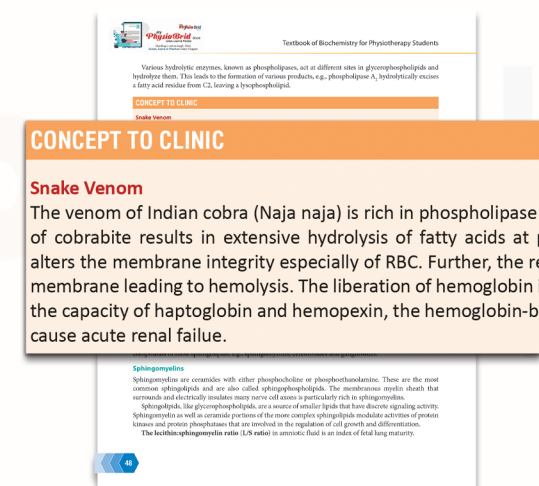 PhysioBrid
Textbook of Biochemistry for Physiotherapy Students
Various hydrolytic enzymes, known as phospholipases, act at different sites in glycerophospholipids and
hydrolyze them. This leads to the formation of various products, e.g., phospholipase A2 hydrolytically excises
a fatty acid residue from C2, leaving a lysophospholipid.
CONCEPT TO CLINIC
Snake Venom
CONCEPT TO CLINIC
Snake Venom
The venom of Indian cobra (Naja naja) is rich in phospholipase
of cobrabite results in extensive hydrolysis of fatty acids at
alters the membrane integrity especially of RBC. Further, the
membrane leading to hemolysis. The liberation of hemoglobin
the capacity of haptoglobin and hemopexin, the hemoglobin-b
cause acute renal failue.
Sphingomyelins
Sphingomyelins are ceramides with either phosphocholine or phosphoethanolamine. These are the most
common sphingolipids and are also called sphingophospholipids. The membranous myelin sheath that
surrounds and electrically insulates many nerve cell axons is particularly rich in sphingomyelins.
Sphingolipids, like glycerophospholipids, are a source of smaller lipids that have discrete signaling activity.
Sphingomyelin as well as ceramide portions of the more complex sphingolipids modulate activities of protein
kinases and protein phosphatases that are involved in the regulation of cell growth and differentiation.
The lecithin:sphingomyelin ratio (L/S ratio) in amniotic fluid is an index of fetal lung maturity.
48